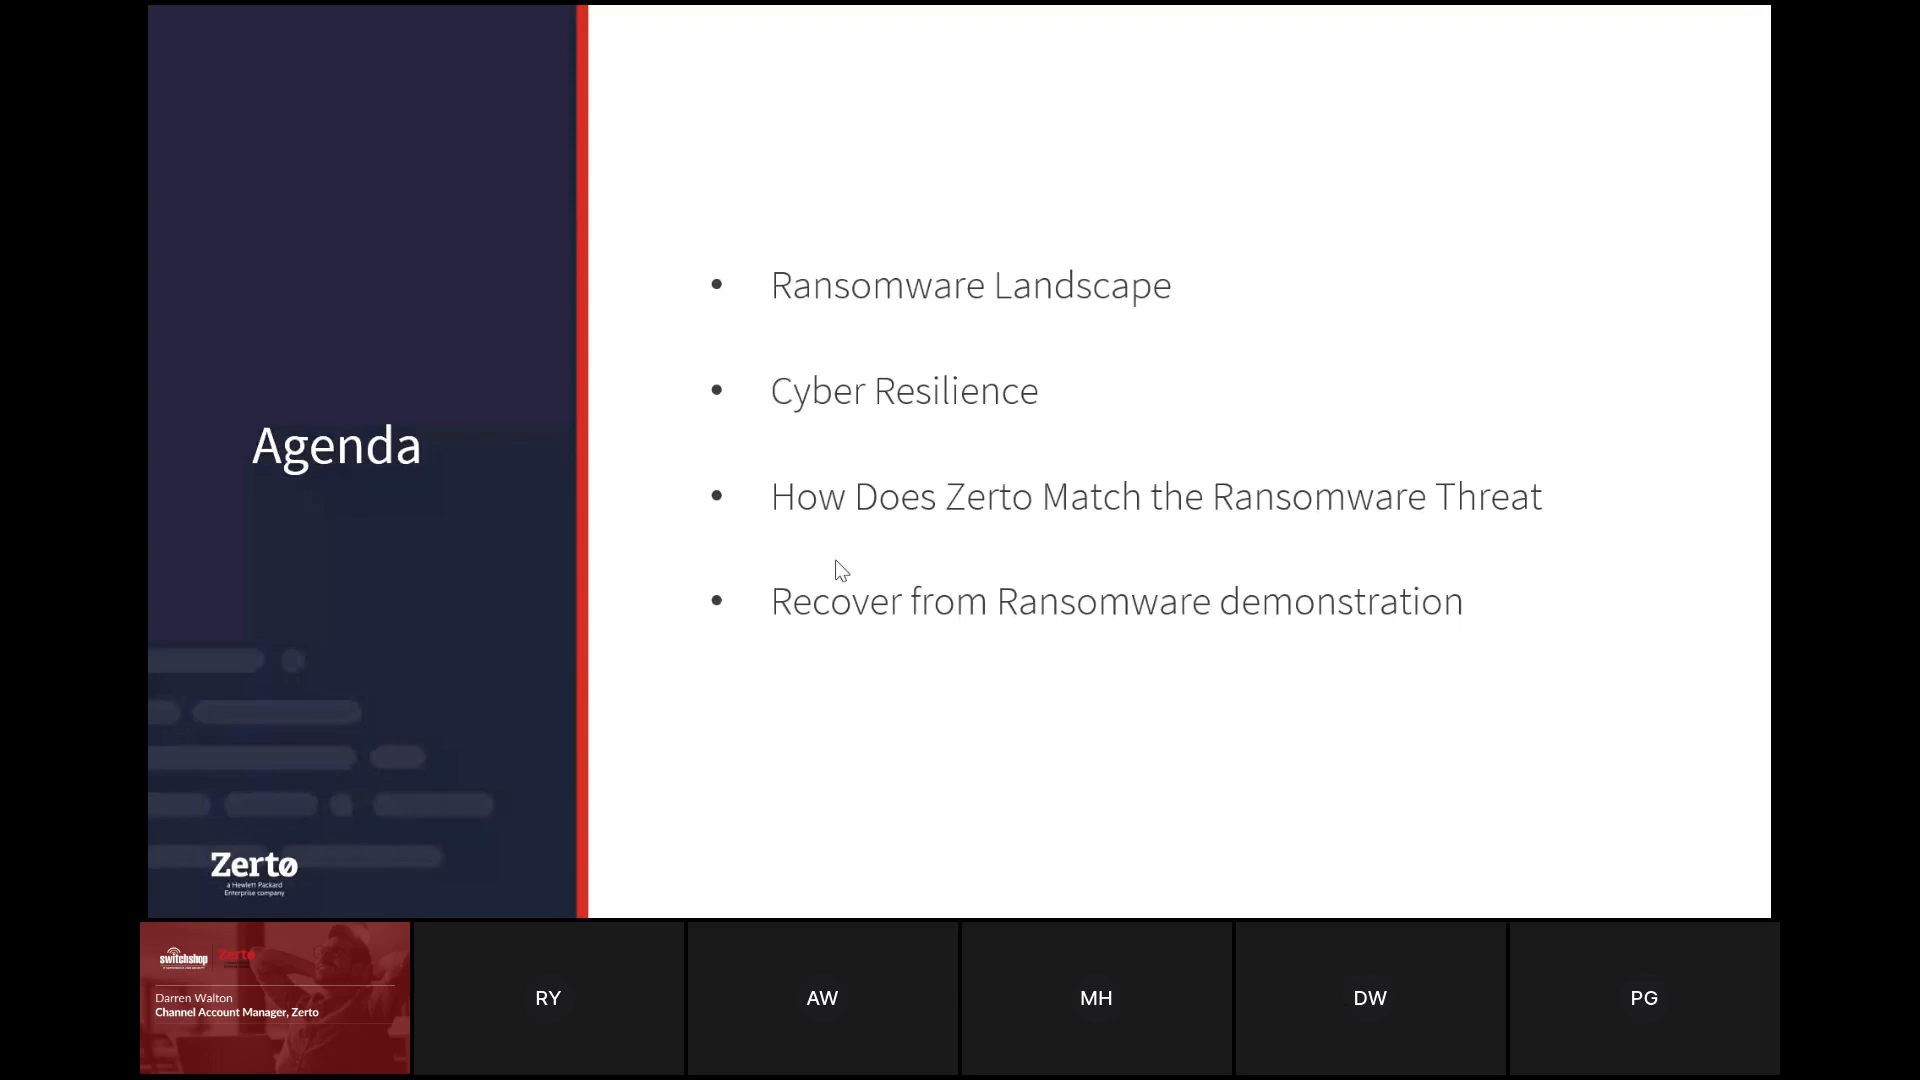 Agenda
• Ransomware Landscape
• Cyber Resilience
• How Does Zerto Match the Ransomware Threat
• Recover from Ransomware demonstration
Zerto
a Hewlett Packard
Enterprise company
switchshop
Zerto
Darren Walton
Channel Account Manager, Zerto
RY
AW
MH
DW
PG